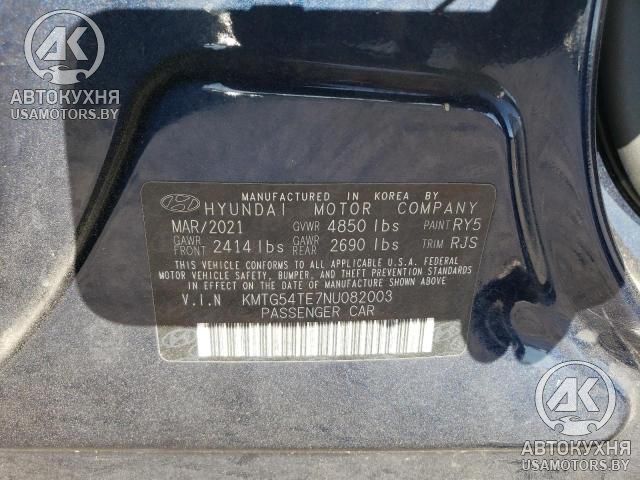 AK
АВТОКУХНЯ
USAMOTORS.BY
MANUFACTURED IN KOREA BY
HYUNDAI MOTOR COMPANY
MAR/2021 GVWR 4850 lbs PAINT RY5
GAWR FRONT 2414 lbs GAWR REAR 2690 lbs TRIM RJS
THIS VEHICLE CONFORMS TO ALL APPLICABLE U.S.A. FEDERAL
MOTOR VEHICLE SAFETY, BUMPER, AND THEFT PREVENTION STANDARDS
IN EFFECT ON THE DATE OF MANUFACTURE SHOWN ABOVE.
V.I.N KMTG54TE7NU082003
PASSENGER CAR
AK
АВТОКУХНЯ
USAMOTORS.BY